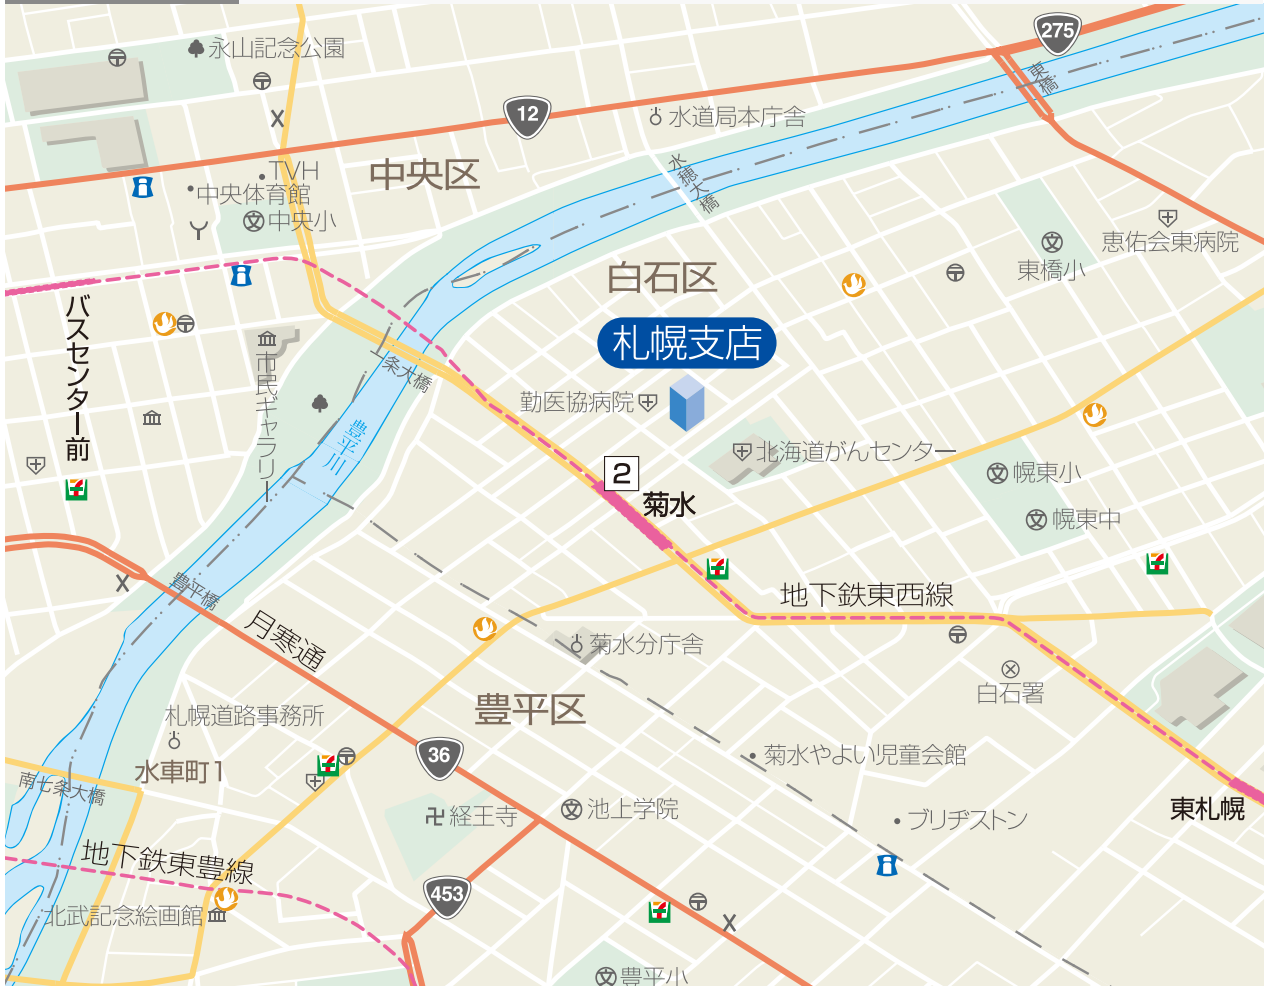 275
永山記念公園
12
水道局本庁舎
東橋
TVH
中央体育館
中央小
中央区
水穂大橋
恵佑会東病院
東橋小
白石区
札幌支店
バスセンター前
市民ギャラリー
一条大橋
勤医協病院
豊平川
北海道がんセンター
幌東小
2
菊水
幌東中
豊平橋
地下鉄東西線
月寒通
菊水分庁舎
白石署
豊平区
札幌道路事務所
36
菊水やよい児童会館
水車町1
南七条大橋
東札幌
経王寺
池上学院
ブリヂストン
地下鉄東豊線
453
北武記念絵画館
豊平小